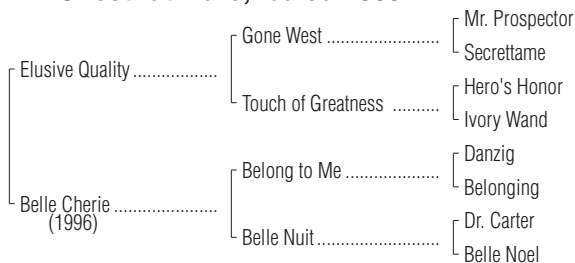 Gone West
Mr. Prospector
Secrettame
Elusive Quality
Touch of Greatness
Hero's Honor
Ivory Wand
Belong to Me
Danzig
Belonging
Belle Cherie
(1996)
Belle Nuit
Dr. Carter
Belle Noel